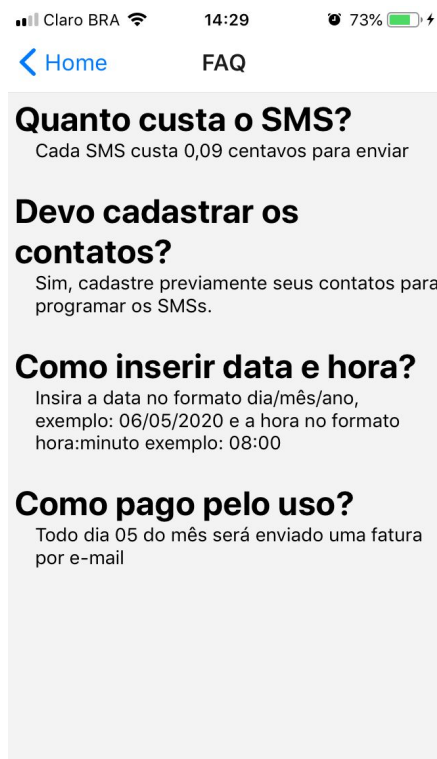 Claro BRA 14:29 73%
Home FAQ
Quanto custa o SMS?
Cada SMS custa 0,09 centavos para enviar
Devo cadastrar os
contatos?
Sim, cadastre previamente seus contatos para
programar os SMSs.
Como inserir data e hora?
Insira a data no formato dia/mês/ano,
exemplo: 06/05/2020 e a hora no formato
hora:minuto exemplo: 08:00
Como pago pelo uso?
Todo dia 05 do mês será enviado uma fatura
por e-mail